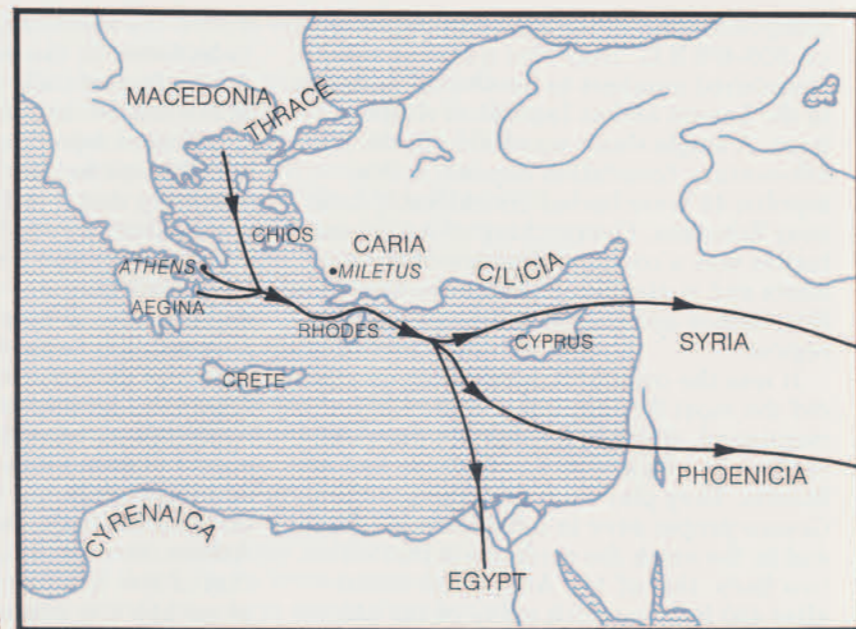 MACEDONIA
THRACE
CHIOS
CARIA
ATHENS
MILETUS
CILICIA
AEGINA
RHODES
CYPRUS
SYRIA
CRETE
PHOENICIA
CYRENAICA
EGYPT